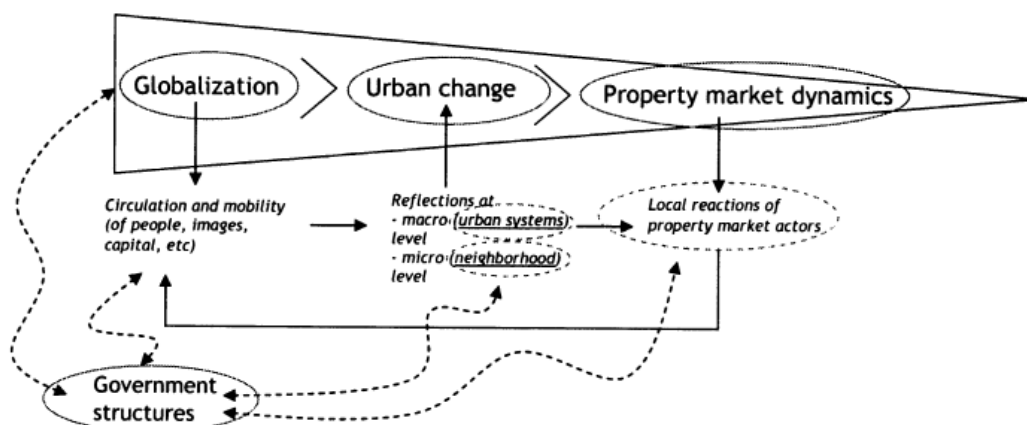 Globalization
Urban change
Property market dynamics
Circulation and mobility
(of people, images,
capital, etc)
Reflections at
- macro (urban systems)
level
- micro (neighborhood)
level
Local reactions of
property market actors
Government
structures